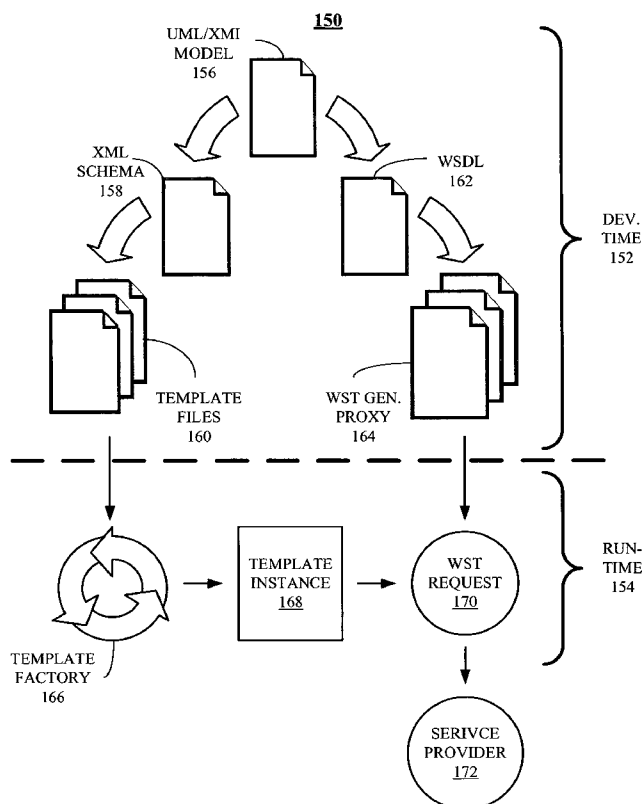 150
UML/XMI
MODEL
156
XML
SCHEMA
158
WSDL
162
DEV.
TIME
152
TEMPLATE
FILES
160
WST GEN.
PROXY
164
TEMPLATE
INSTANCE
168
WST
REQUEST
170
RUN-
TIME
154
TEMPLATE
FACTORY
166
SERIVCE
PROVIDER
172